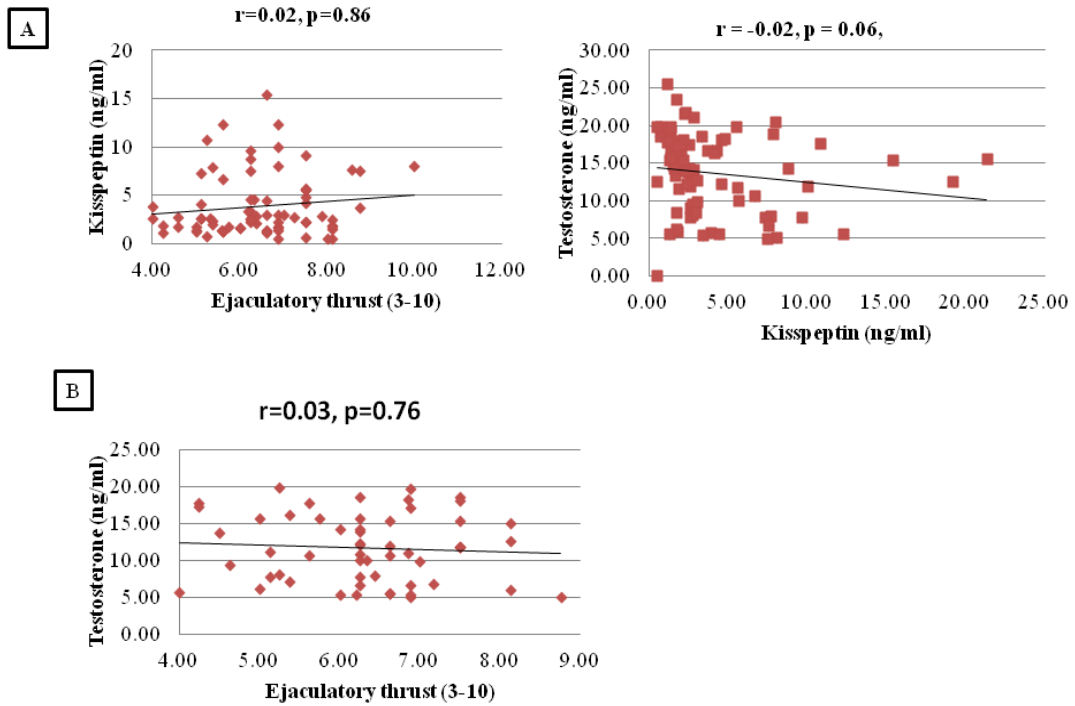 A
r=0.02, p=0.86
Kisspeptin (ng/ml)
20
15
10
5
0
4.00 6.00 8.00 10.00 12.00
Ejaculatory thrust (3-10)
r = -0.02, p = 0.06,
Testosterone (ng/ml)
30.00
25.00
20.00
15.00
10.00
5.00
0.00
0.00 5.00 10.00 15.00 20.00 25.00
Kisspeptin (ng/ml)
B
r=0.03, p=0.76
Testosterone (ng/ml)
25.00
20.00
15.00
10.00
5.00
0.00
4.00 5.00 6.00 7.00 8.00 9.00
Ejaculatory thrust (3-10)